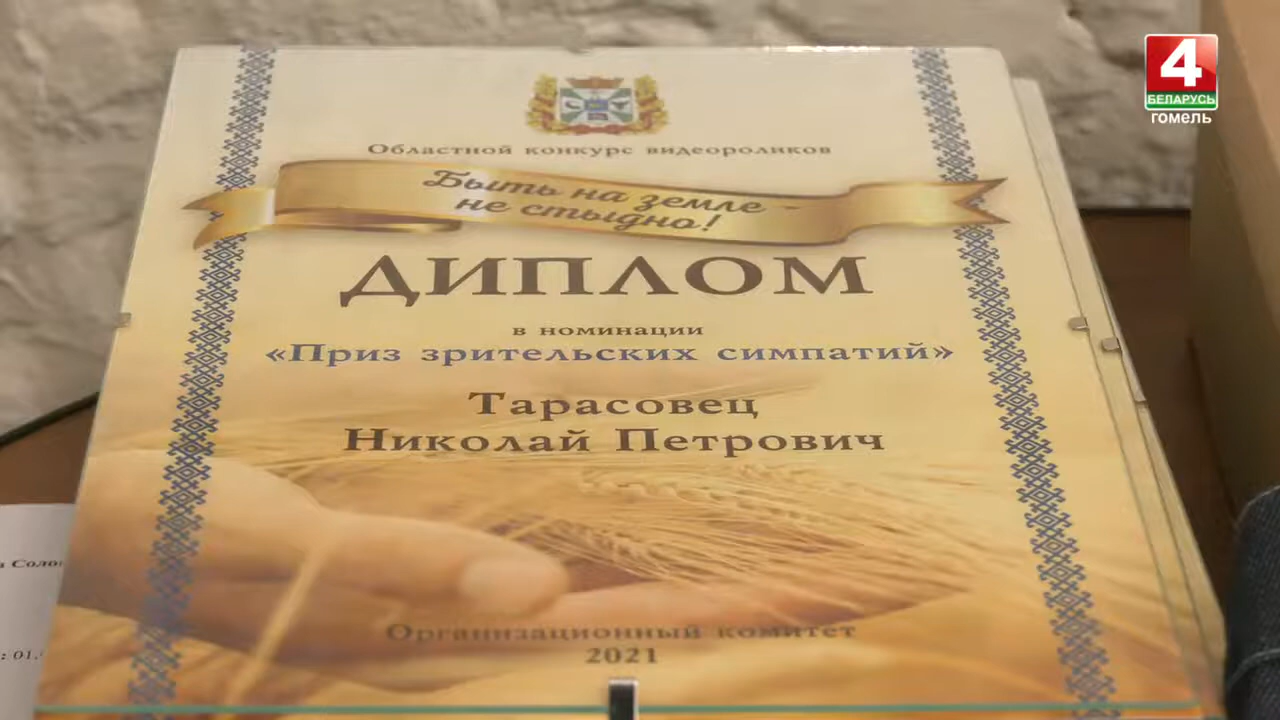 4
БЕЛАРУСЬ
ГОМЕЛЬ
Областной конкурс видеороликов
Быть на земле -
не стыдно!
ДИПЛОМ
в номинации
«Приз зрительских симпатий»
Тарасовец
Николай Петрович
Организационный комитет
2021